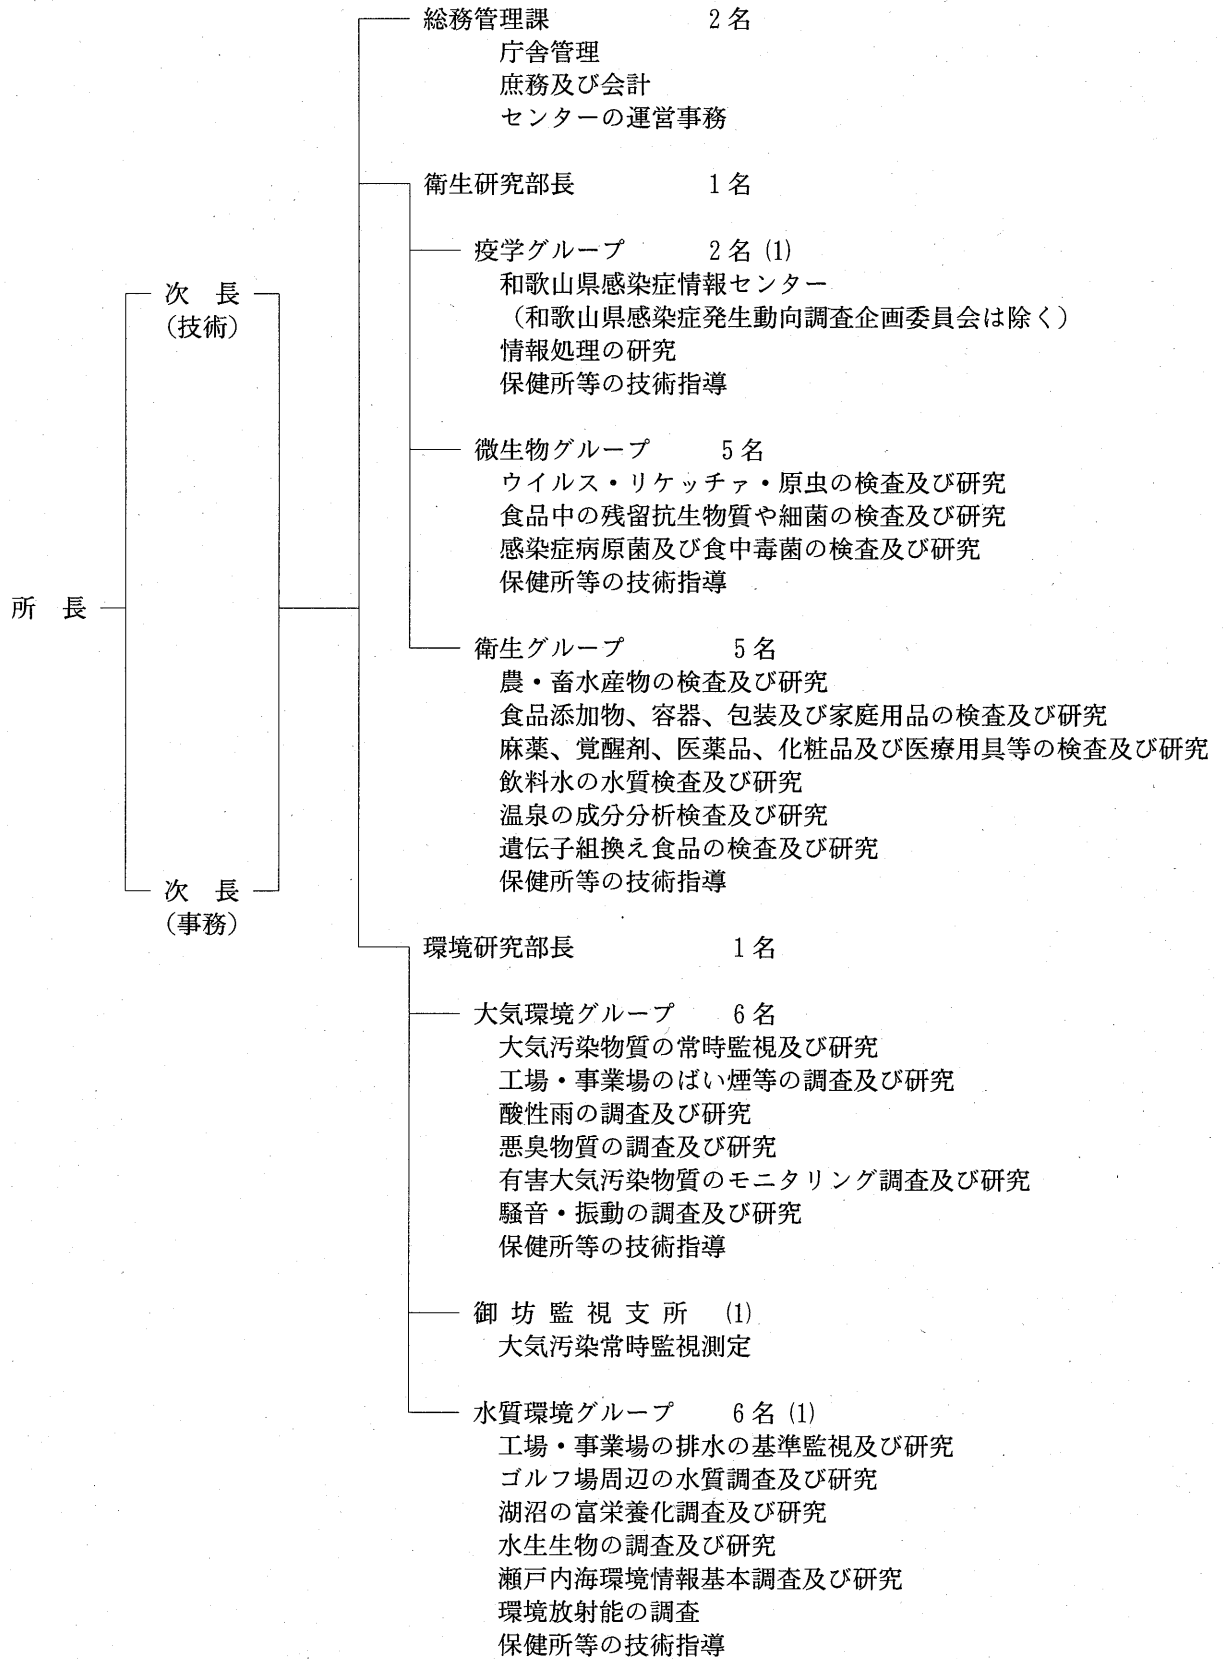 総務管理課 2名
庁舎管理
庶務及び会計
センターの運営事務
衛生研究部長 1名
疫学グループ 2名 (1)
和歌山県感染症情報センター
（和歌山県感染症発生動向調査企画委員会は除く）
情報処理の研究
保健所等の技術指導
次 長
（技術）
微生物グループ 5名
ウイルス・リケッチァ・原虫の検査及び研究
食品中の残留抗生物質や細菌の検査及び研究
感染症病原菌及び食中毒菌の検査及び研究
保健所等の技術指導
所 長
衛生グループ 5名
農・畜水産物の検査及び研究
食品添加物、容器、包装及び家庭用品の検査及び研究
麻薬、覚醒剤、医薬品、化粧品及び医療用具等の検査及び研究
飲料水の水質検査及び研究
温泉の成分分析検査及び研究
遺伝子組換え食品の検査及び研究
保健所等の技術指導
次 長
（事務）
環境研究部長 1名
大気環境グループ 6名
大気汚染物質の常時監視及び研究
工場・事業場のばい煙等の調査及び研究
酸性雨の調査及び研究
悪臭物質の調査及び研究
有害大気汚染物質のモニタリング調査及び研究
騒音・振動の調査及び研究
保健所等の技術指導
御坊監視支所 (1)
大気汚染常時監視測定
水質環境グループ 6名 (1)
工場・事業場の排水の基準監視及び研究
ゴルフ場周辺の水質調査及び研究
湖沼の富栄養化調査及び研究
水生生物の調査及び研究
瀬戸内海環境情報基本調査及び研究
環境放射能の調査
保健所等の技術指導